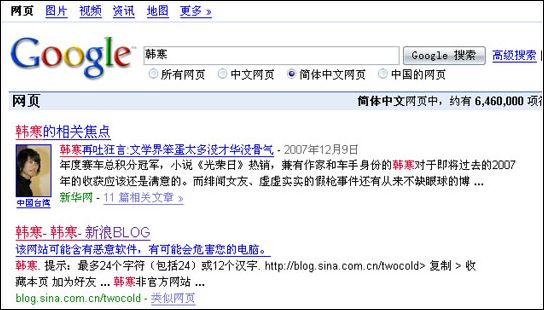 网页 图片 视频 资讯 地图 更多 »
Google™ 韩寒 Google 搜索 高级搜索 |
所有网页 中文网页 简体中文网页 中国的网页
网页 简体中文网页中，约有 6,460,000 项
韩寒的相关焦点
韩寒再吐狂言:文学界笨蛋太多没才华没骨气 - 2007年12月9日
年度赛车总积分冠军，小说《光荣日》热销，兼有作家和车手身份的韩寒对于即将过去的2007
年的收获应该还是满意的。而绯闻女友、虚虚实实的假枪事件还有从来不缺眼球的博 ...
中国台湾
新华网 - 11 篇相关文章 »
韩寒- 韩寒- 新浪BLOG
该网站可能含有恶意软件，有可能会危害您的电脑。
韩寒. 提示：最多24个字符（包括24）或12个汉字. http://blog.sina.com.cn/twocold> 复制 > 收
藏本页 加为好友 ... 韩寒非官方网站 ...
blog.sina.com.cn/twocold - 类似网页